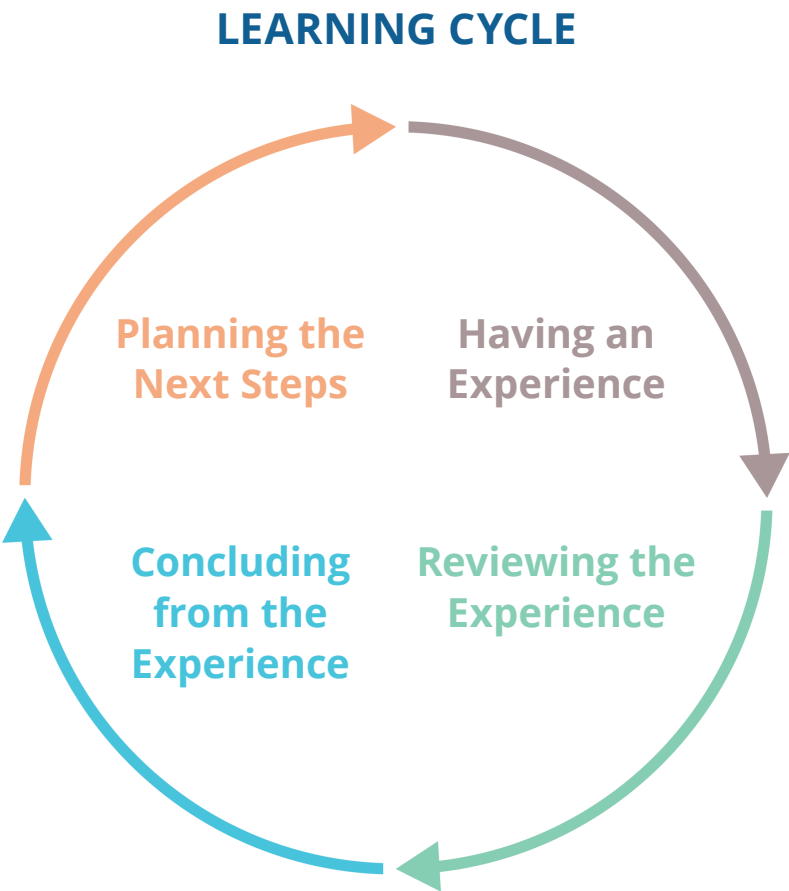 LEARNING CYCLE
Planning the
Next Steps
Having an
Experience
Concluding
from the
Experience
Reviewing the
Experience